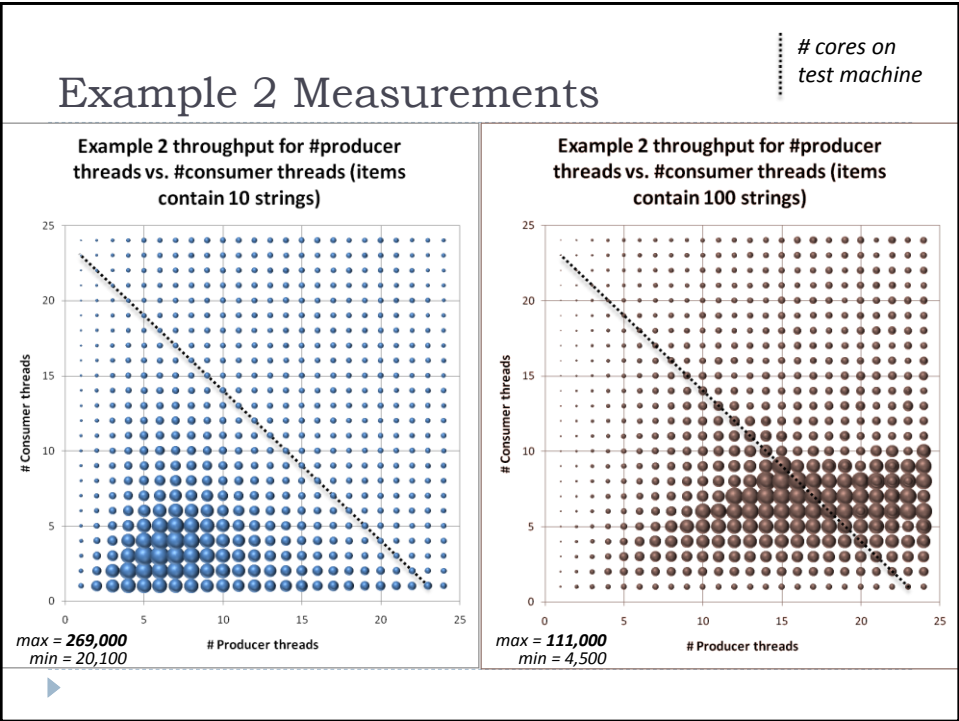 # cores on
test machine
Example 2 Measurements
Example 2 throughput for #producer
threads vs. #consumer threads (items
contain 10 strings)
25
20
15
10
5
0
# Consumer threads
0 5 10 15 20 25
# Producer threads
max = 269,000
min = 20,100
Example 2 throughput for #producer
threads vs. #consumer threads (items
contain 100 strings)
25
20
15
10
5
0
# Consumer threads
0 5 10 15 20 25
# Producer threads
max = 111,000
min = 4,500